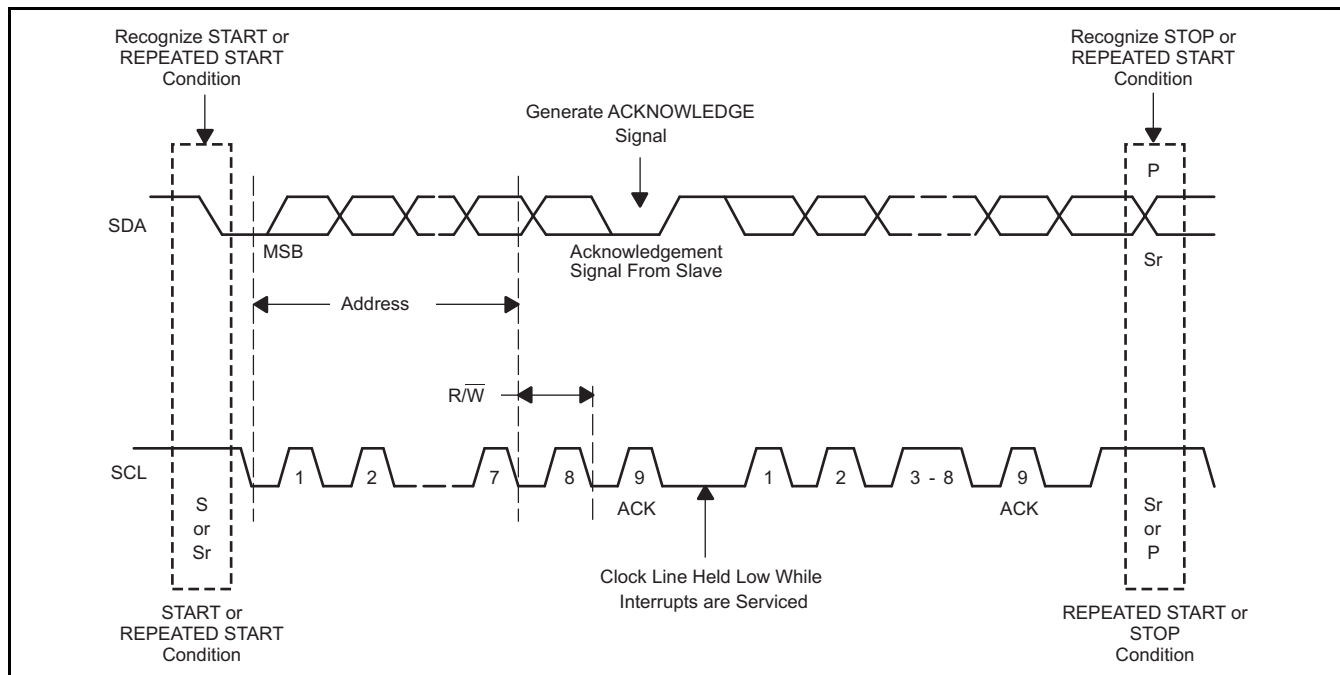 Recognize START or
REPEATED START
Condition
Recognize STOP or
REPEATED START
Condition
Generate ACKNOWLEDGE
Signal
P
SDA
MSB
Acknowledgement
Signal From Slave
Sr
Address
R/W̅
SCL
1
2
7
8
9
1
2
3 - 8
9
ACK
ACK
S
or
Sr
Sr
or
P
Clock Line Held Low While
Interrupts are Serviced
START or
REPEATED START
Condition
REPEATED START or
STOP
Condition